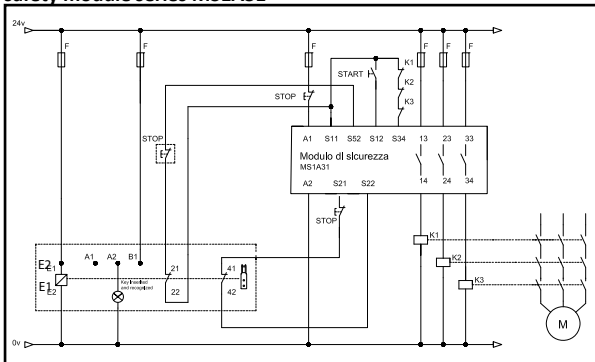 safety module series MS1A31
24v
F
F
F
F
F
F
START
K1
K2
K3
STOP
STOP
A1
S11
S52
S12
S34
13
23
33
Modulo di sicurezza
MS1A31
A2
S21
S22
14
24
34
STOP
K1
K2
K3
E2
E1
A1
A2
B1
21
41
E1
E2
Key Inserted
and recognized
22
42
M
0v